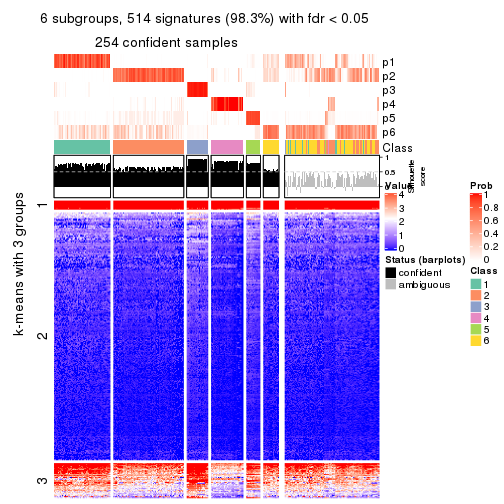 6 subgroups, 514 signatures (98.3%) with fdr < 0.05
254 confident samples
p1
p2
p3
p4
p5
p6
Class
1
0.5
0
Silhouette
score
k-means with 3 groups
1
2
3
Value
4
3
2
1
0
Status (barplots)
confident
ambiguous
Prob
1
0.8
0.6
0.4
0.2
0
Class
1
2
3
4
5
6